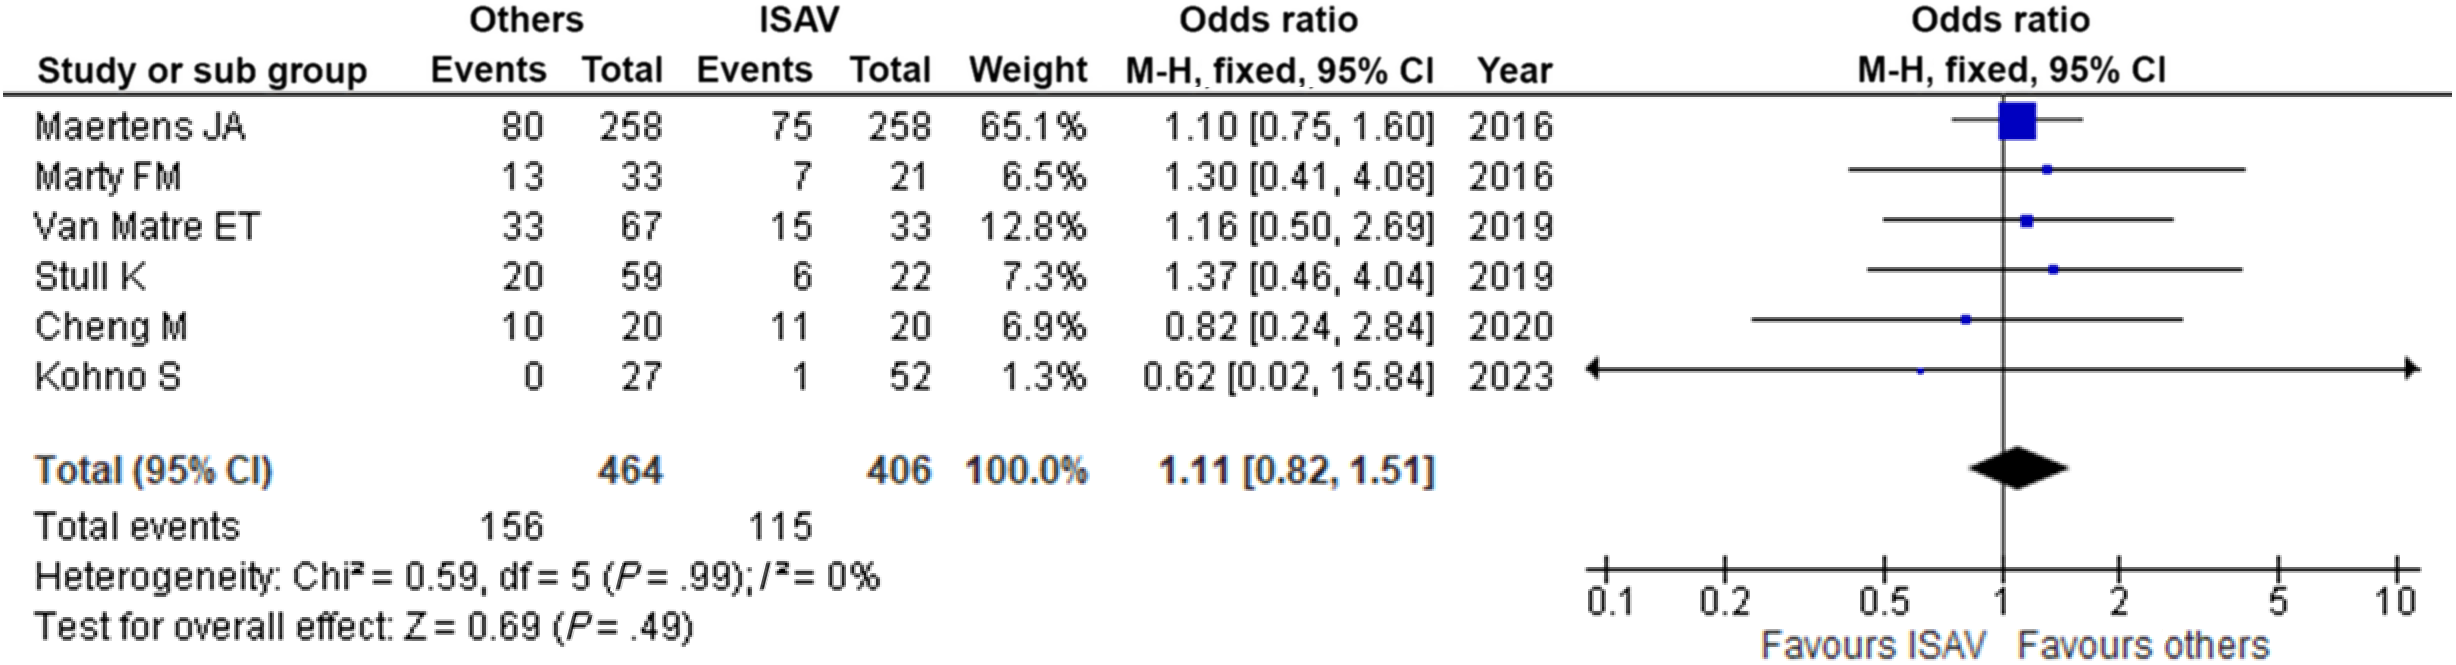 Others ISAV Odds ratio Odds ratio
Study or sub group Events Total Events Total Weight M-H, fixed, 95% CI Year M-H, fixed, 95% CI
Maertens JA 80 258 75 258 65.1% 1.10 [0.75, 1.60] 2016
Marty FM 13 33 7 21 6.5% 1.30 [0.41, 4.08] 2016
Van Matre ET 33 67 15 33 12.8% 1.16 [0.50, 2.69] 2019
Stull K 20 59 6 22 7.3% 1.37 [0.46, 4.04] 2019
Cheng M 10 20 11 20 6.9% 0.82 [0.24, 2.84] 2020
Kohno S 0 27 1 52 1.3% 0.62 [0.02, 15.84] 2023
Total (95% CI) 464 406 100.0% 1.11 [0.82, 1.51]
Total events 156 115
Heterogeneity: Chi² = 0.59, df = 5 (P = .99); I² = 0%
Test for overall effect: Z = 0.69 (P = .49)
0.1 0.2 0.5 1 2 5 10
Favours ISAV Favours others